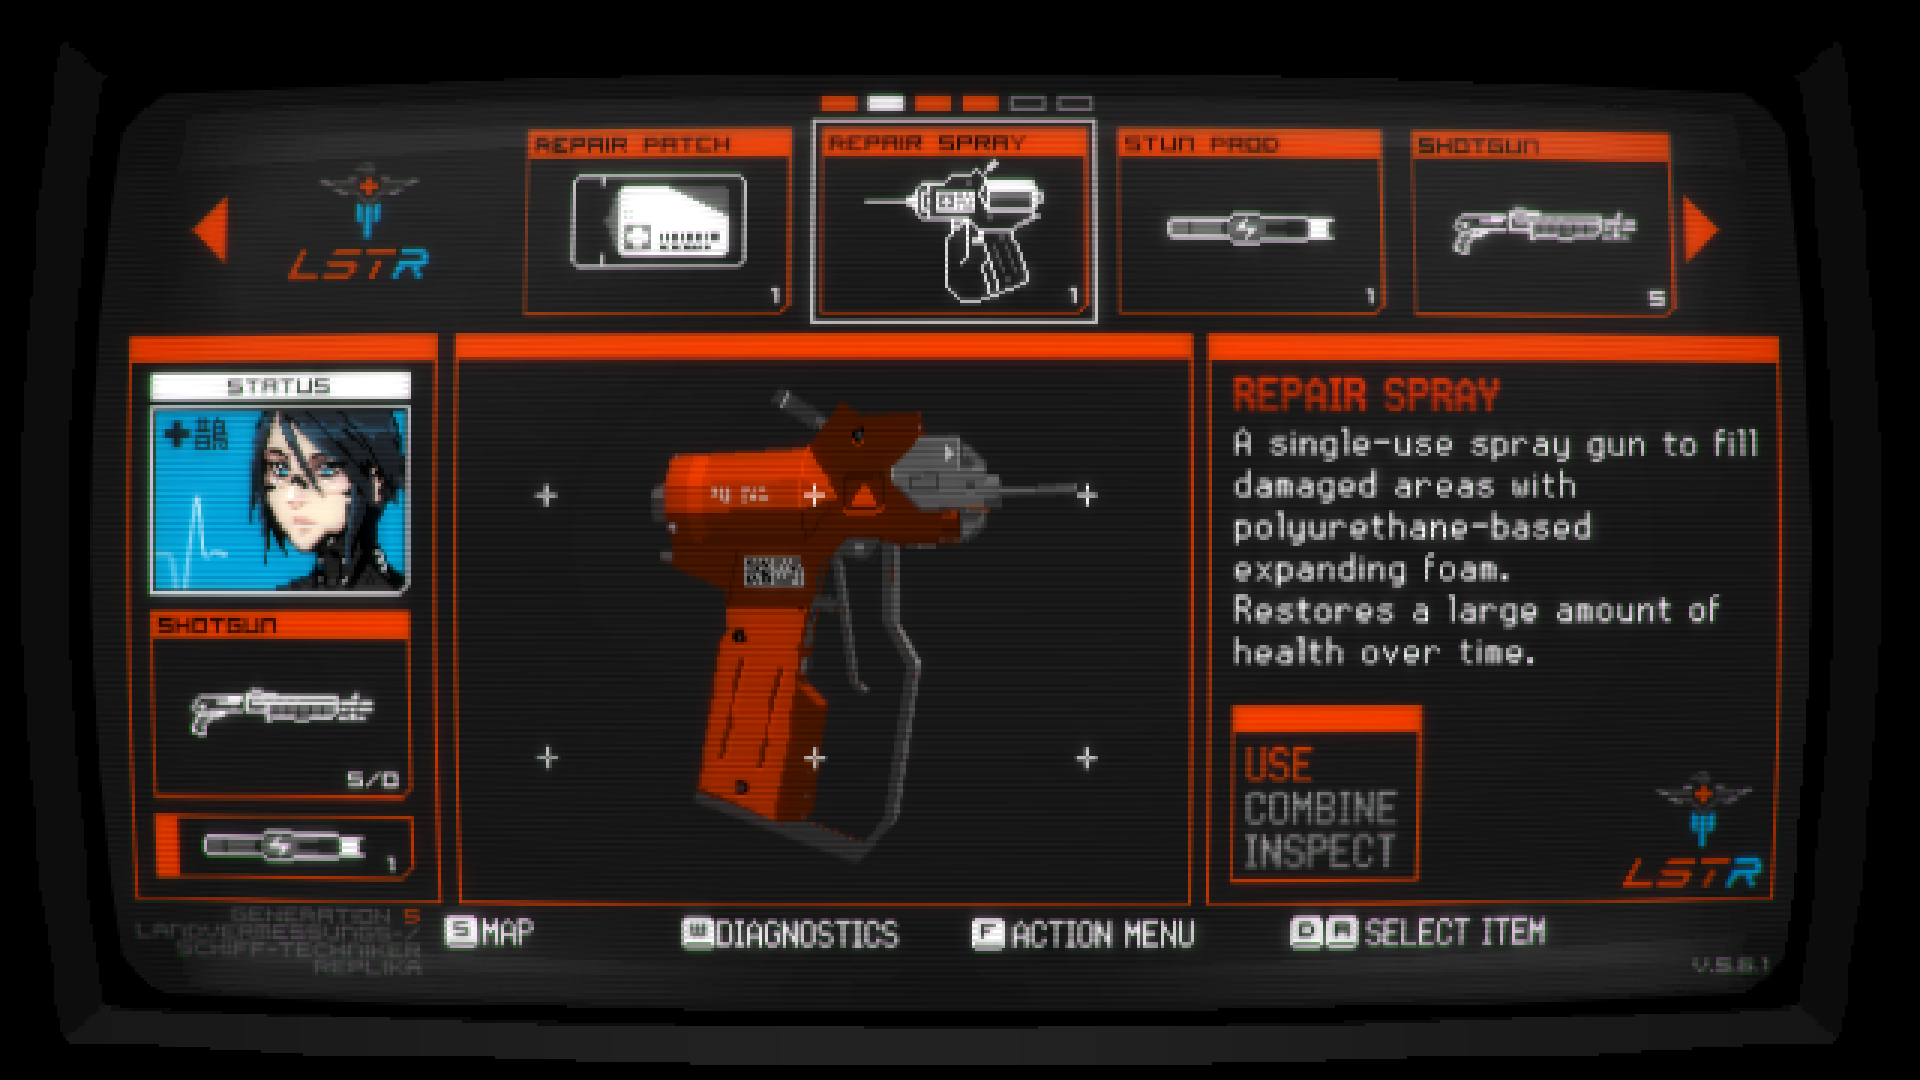 REPAIR PATCH
1
REPAIR SPRAY
1
STUN PROD
1
SHOTGUN
5
LSTR
STATUS
鵲
SHOTGUN
5/0
1
GENERATION 5
LANDVERMESSUNGS-/
SCHIFF-TECHNIKER
REPLIKA
REPAIR SPRAY
A single-use spray gun to fill
damaged areas with
polyurethane-based
expanding foam.
Restores a large amount of
health over time.
USE
COMBINE
INSPECT
LSTR
S MAP
W DIAGNOSTICS
F ACTION MENU
D A SELECT ITEM